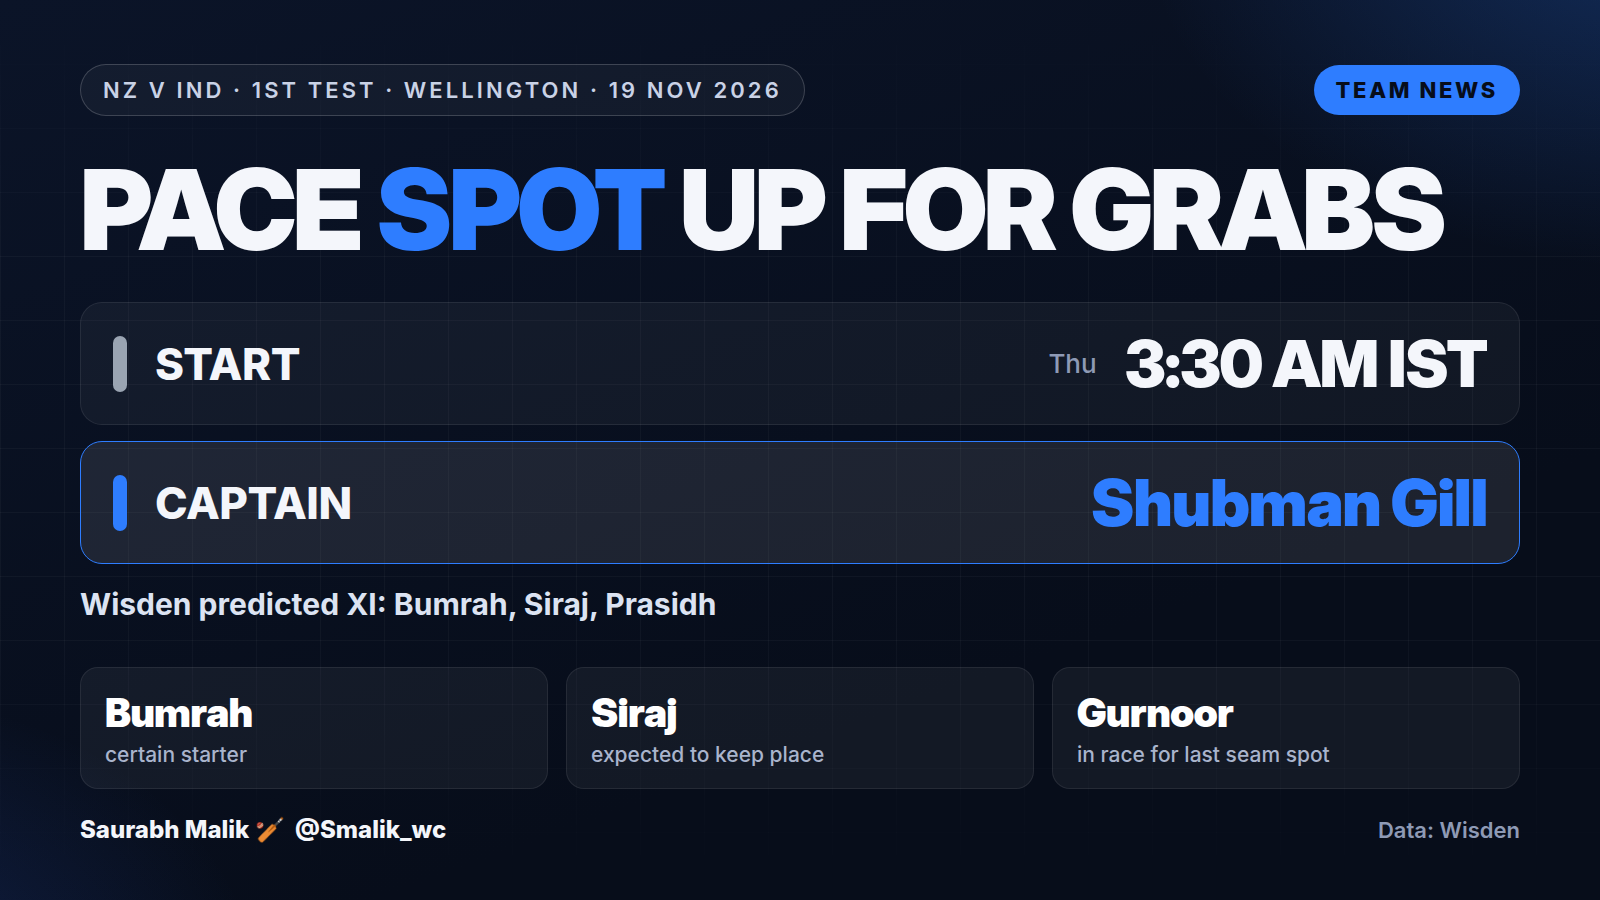 NZ V IND · 1ST TEST · WELLINGTON · 19 NOV 2026
TEAM NEWS
PACE SPOT UP FOR GRABS
START
Thu 3:30 AM IST
CAPTAIN
Shubman Gill
Wisden predicted XI: Bumrah, Siraj, Prasidh
Bumrah
certain starter
Siraj
expected to keep place
Gurnoor
in race for last seam spot
Saurabh Malik 🏏 @Smalik_wc
Data: Wisden